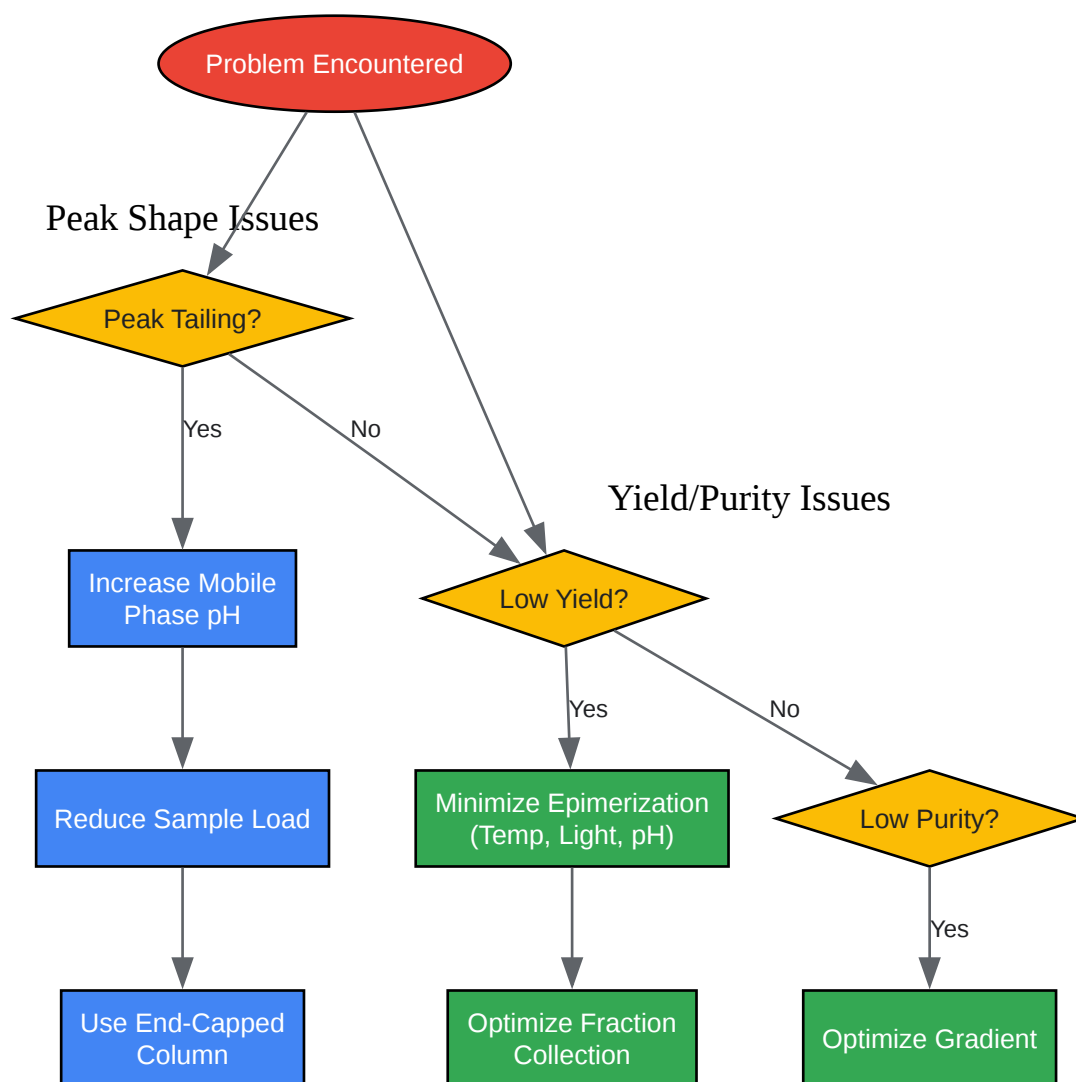 Problem Encountered
Peak Shape Issues
Peak Tailing?
Yes
No
Yield/Purity Issues
Increase Mobile
Phase pH
Low Yield?
Yes
No
Reduce Sample Load
Minimize Epimerization
(Temp, Light, pH)
Low Purity?
Yes
Use End-Capped
Column
Optimize Fraction
Collection
Optimize Gradient